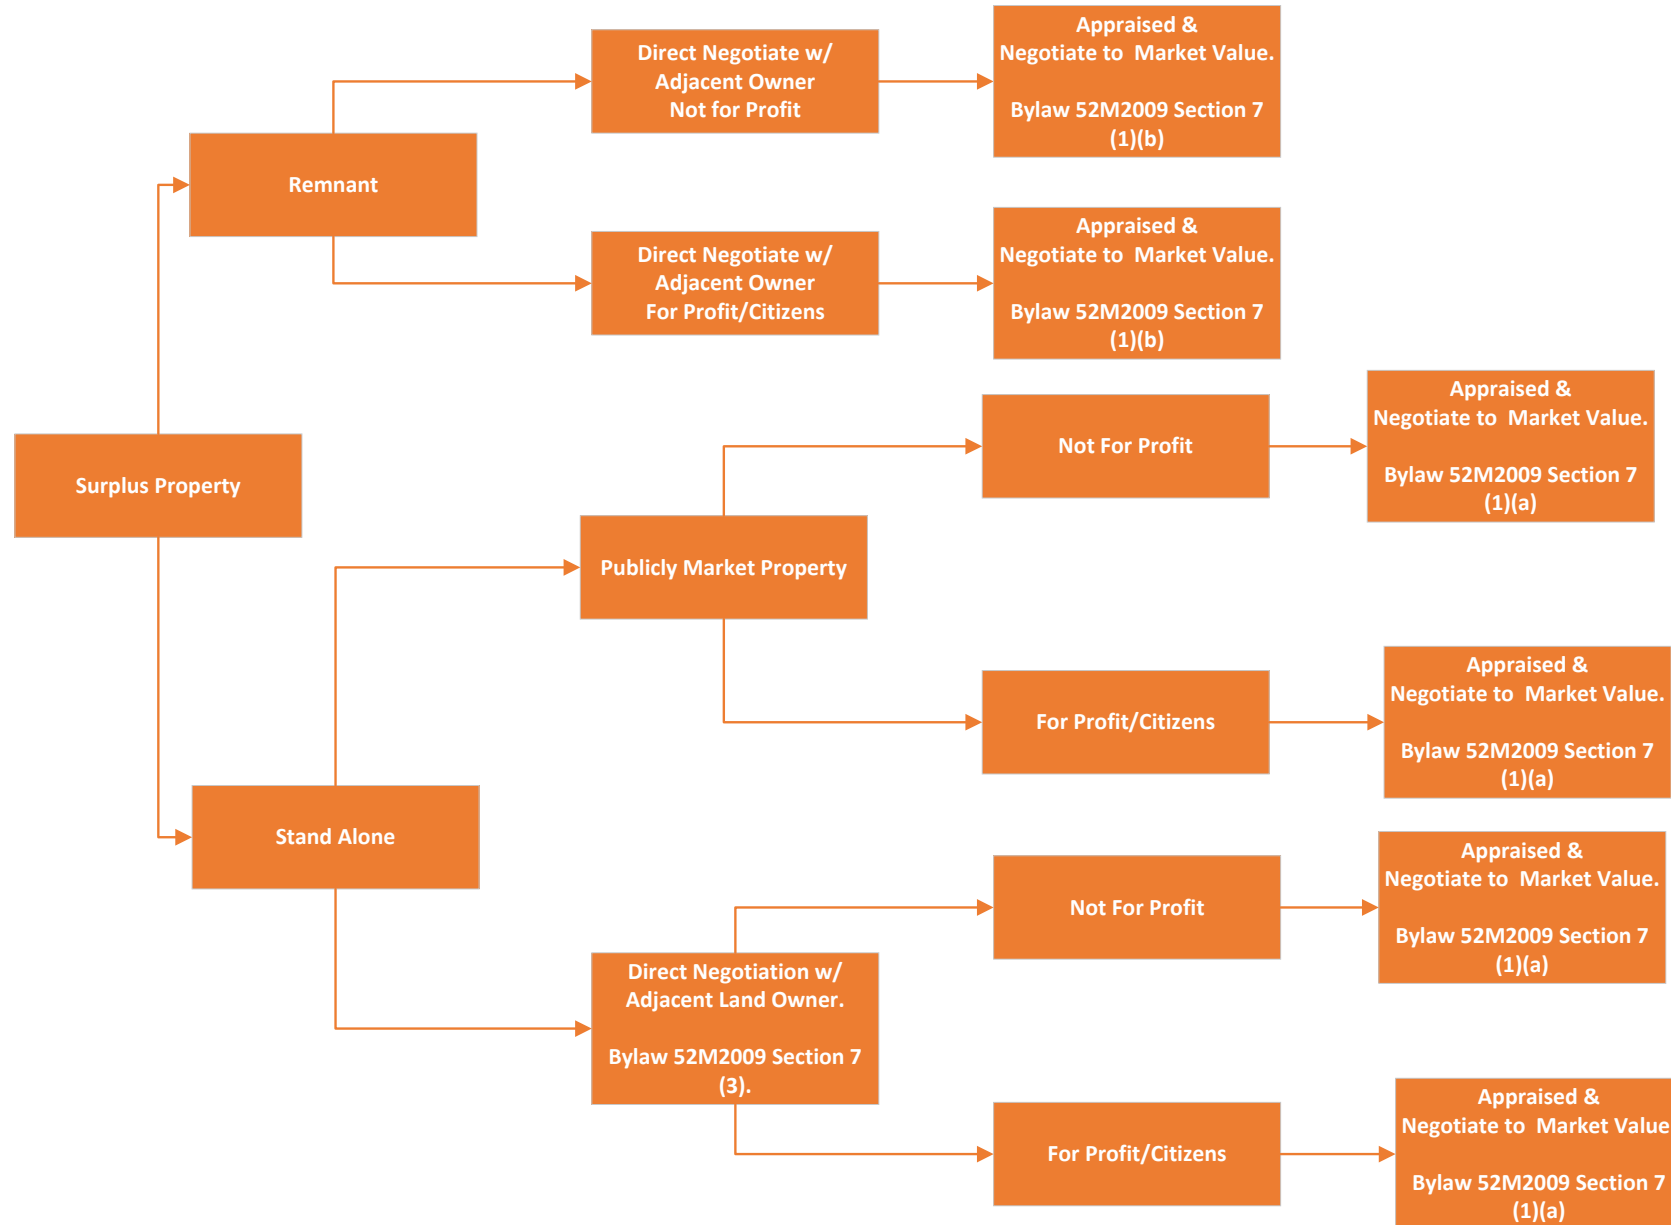 Direct Negotiate w/
Adjacent Owner
Not for Profit
Appraised &
Negotiate to  Market Value.
Bylaw 52M2009 Section 7
(1)(b)
Remnant
Direct Negotiate w/
Adjacent Owner
For Profit/Citizens
Appraised &
Negotiate to  Market Value.
Bylaw 52M2009 Section 7
(1)(b)
Surplus Property
Publicly Market Property
Not For Profit
Appraised &
Negotiate to  Market Value.
Bylaw 52M2009 Section 7
(1)(a)
For Profit/Citizens
Appraised &
Negotiate to  Market Value.
Bylaw 52M2009 Section 7
(1)(a)
Stand Alone
Direct Negotiation w/
Adjacent Land Owner.
Bylaw 52M2009 Section 7
(3).
Not For Profit
Appraised &
Negotiate to  Market Value.
Bylaw 52M2009 Section 7
(1)(a)
For Profit/Citizens
Appraised &
Negotiate to  Market Value
Bylaw 52M2009 Section 7
(1)(a)